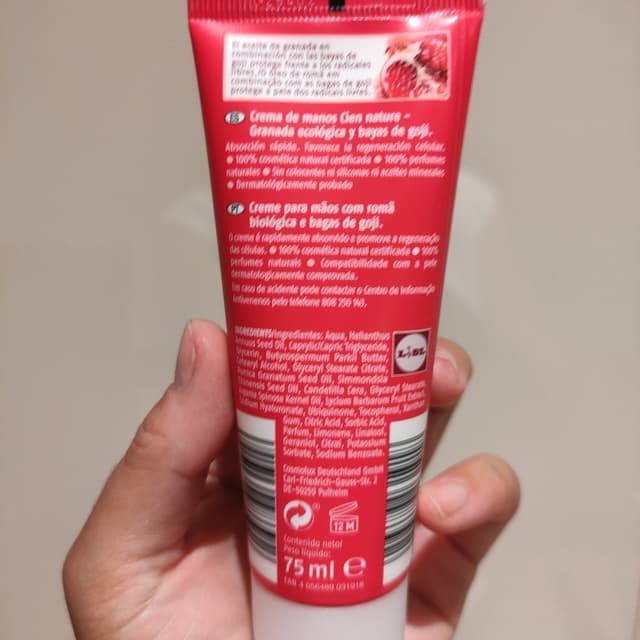 El aceite de granada en
combinación con las bayas de
goji protege frente a los radicales
libres./O óleo de romã em
combinação com as bagas de goji
protege a pele dos radicais livres.
ES Crema de manos Cien nature –
Granada ecológica y bayas de goji.
Absorción rápida. Favorece la regeneración celular.
• 100% cosmética natural certificada • 100% perfumes
naturales • Sin colorantes ni siliconas ni aceites minerales
• Dermatológicamente probado
PT Creme para mãos com romã
biológica e bagas de goji.
O creme é rapidamente absorvido e promove a regeneração
das células. • 100% cosmética natural certificada • 100%
perfumes naturais • Compatibilidade com a pele
dermatologicamente comprovada.
Em caso de acidente pode contactar o Centro de Informação
Antivenenos pelo telefone 808 250 143.
INGREDIENTS/Ingredientes: Aqua, Helianthus
Annuus Seed Oil, Caprylic/Capric Triglyceride,
Glycerin, Butyrospermum Parkii Butter,
Cetearyl Alcohol, Glyceryl Stearate Citrate,
Punica Granatum Seed Oil, Simmondsia
Chinensis Seed Oil, Candelilla Cera, Glyceryl Stearate,
Spinosa Kernel Oil, Lycium Barbarum Fruit Extract,
Sodium Hyaluronate, Ubiquinone, Tocopherol, Xanthan
Gum, Citric Acid, Sorbic Acid,
Parfum, Limonene, Linalool,
Geraniol, Citral, Potassium
Sorbate, Sodium Benzoate.
LIDL
Cosmolux Deutschland GmbH
Carl-Friedrich-Gauss-Str. 2
DE-50259 Pulheim
12 M
Contenido neto/
Peso líquido:
75 ml e
EAN 4 056489 031918